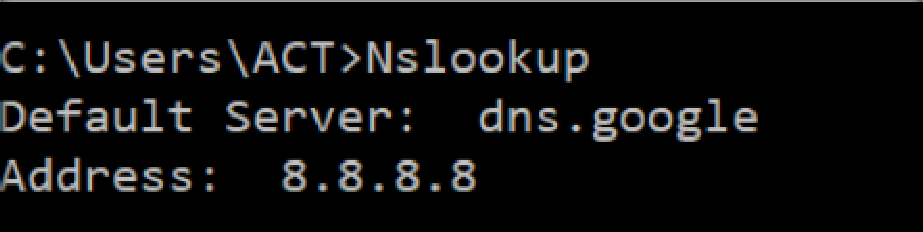 C:\Users\ACT>Nslookup
Default Server:  dns.google
Address:  8.8.8.8